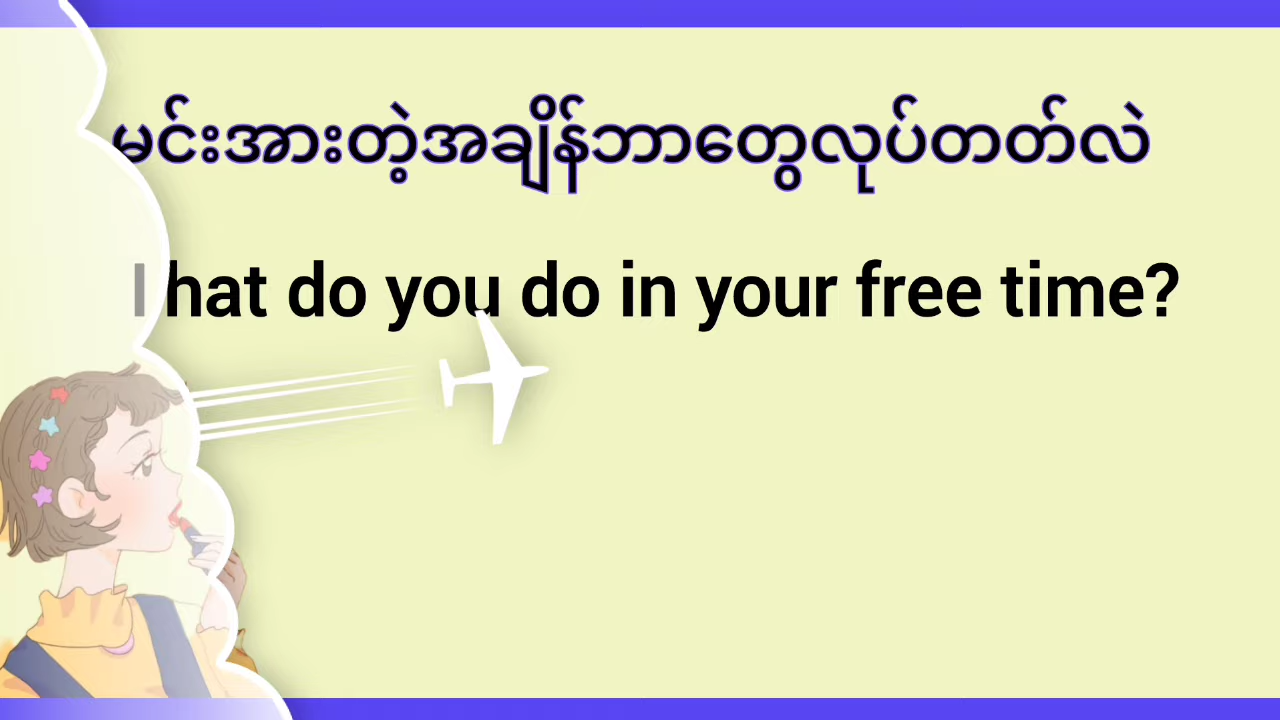 မင်းအားတဲ့အချိန်ဘာတွေလုပ်တတ်လဲ
do you do in your free time?